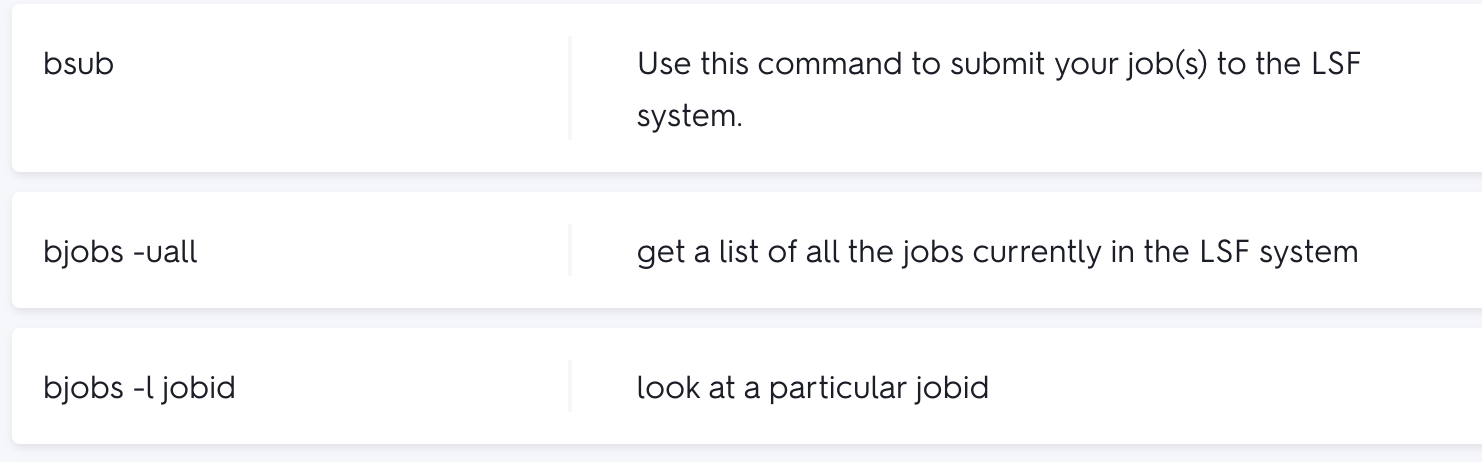 bsub
Use this command to submit your job(s) to the LSF
system.
bjobs -uall
get a list of all the jobs currently in the LSF system
bjobs -l jobid
look at a particular jobid